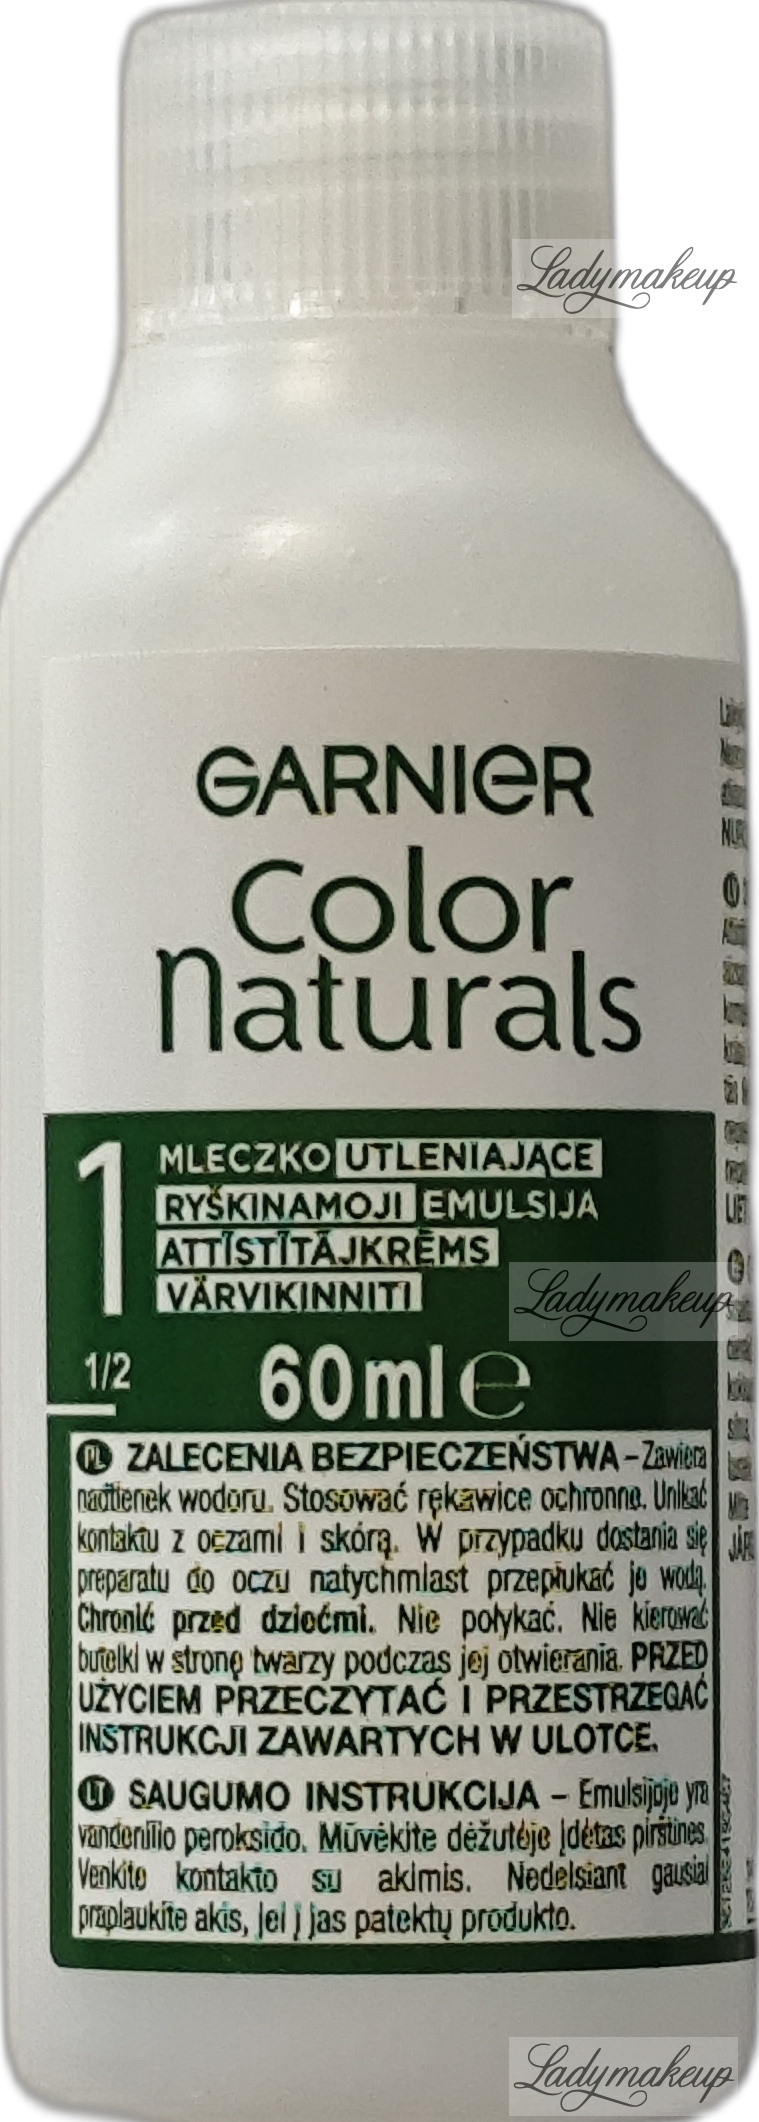 Ladymakeup
GARNIER
Color
Naturals
1
MLECZKO UTLENIAJĄCE
RYŠKINAMOJI EMULSIJA
ATTĪSTĪTĀJKRĒMS
VÄRVIKINNITI
Ladymakeup
1/2
60ml e
PL ZALECENIA BEZPIECZEŃSTWA – Zawiera
nadtlenek wodoru. Stosować rękawice ochronne. Unikać
kontaktu z oczami i skórą. W przypadku dostania się
preparatu do oczu natychmiast przepłukać je wodą.
Chronić przed dziećmi. Nie połykać. Nie kierować
butelki w stronę twarzy podczas jej otwierania. PRZED
UŻYCIEM PRZECZYTAĆ I PRZESTRZEGAĆ
INSTRUKCJI ZAWARTYCH W ULOTCE.
LT SAUGUMO INSTRUKCIJA – Emulsijoje yra
vandenilio peroksido. Mūvėkite dėžutėje įdėtas pirštines.
Venkite kontakto su akimis. Nedelsiant gausiai
praplaukite akis, jei į jas patektų produkto.
Ladymakeup